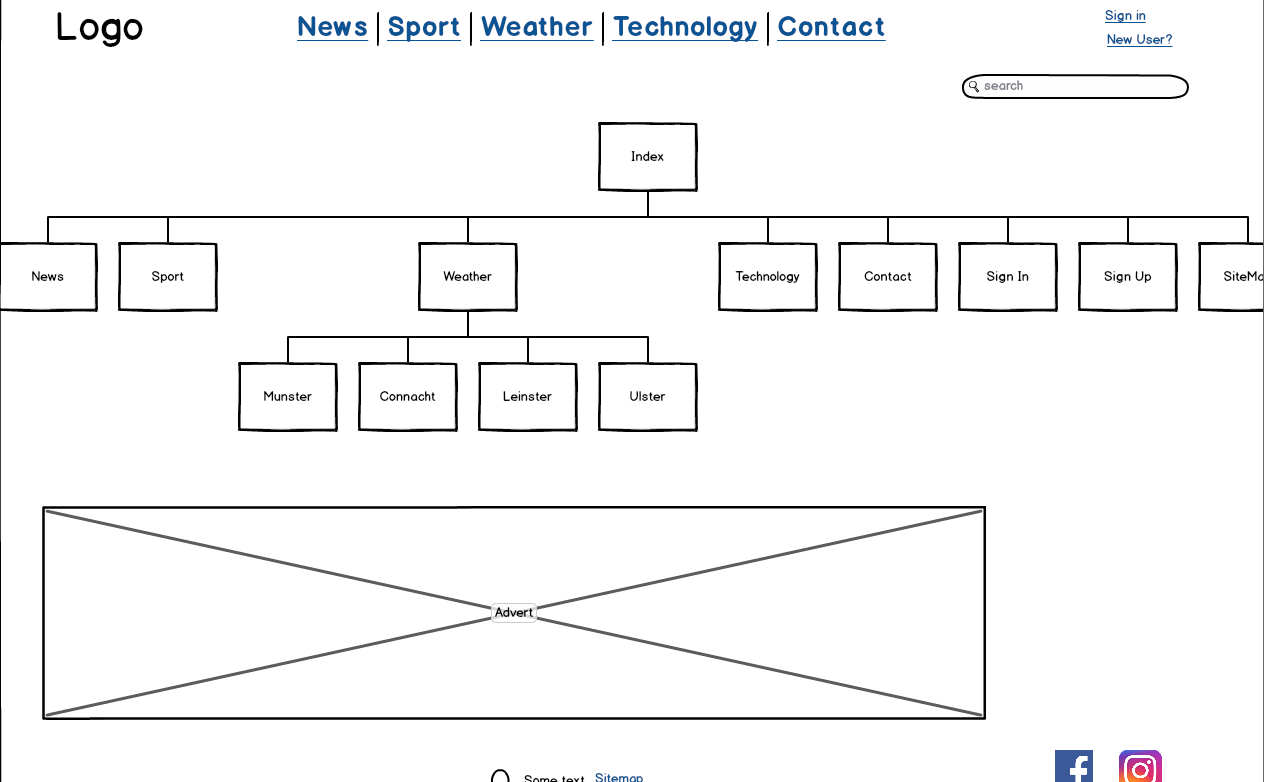 Logo
News | Sport | Weather | Technology | Contact
Sign in
New User?
search
Index
News
Sport
Weather
Technology
Contact
Sign In
Sign Up
SiteMa
Munster
Connacht
Leinster
Ulster
Advert
Some text
Sitemap